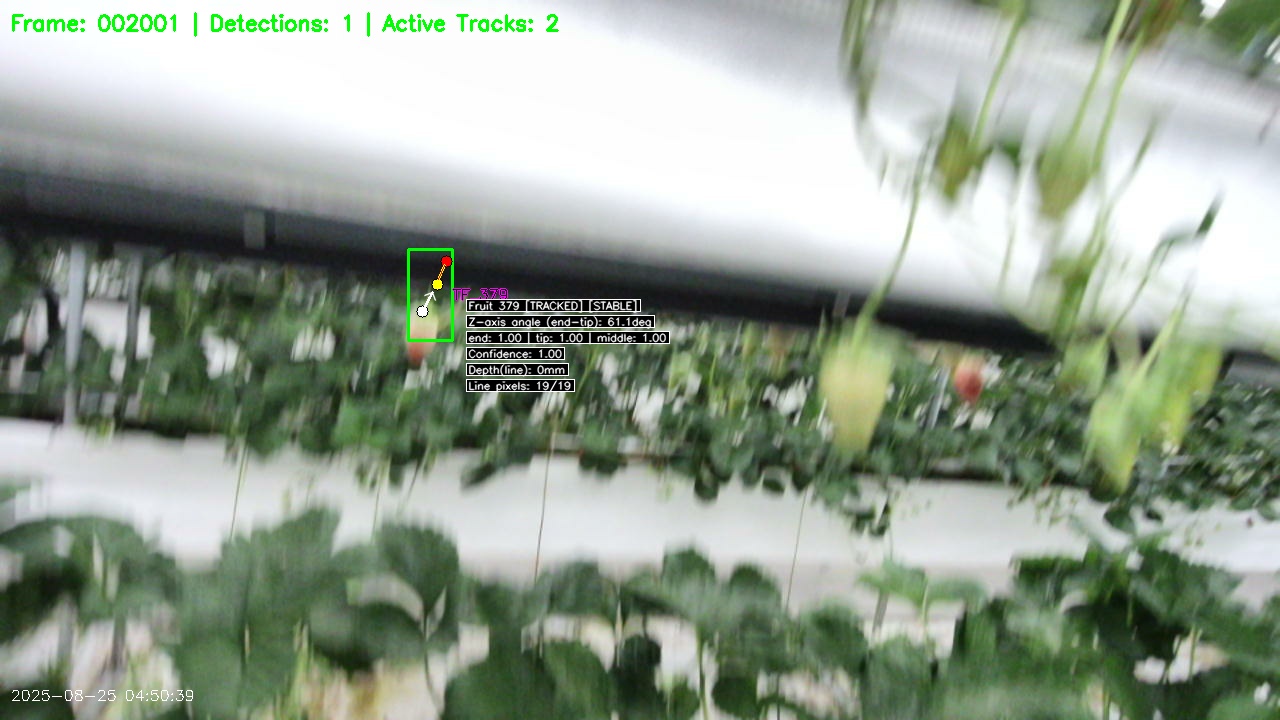 Frame: 002001 | Detections: 1 | Active Tracks: 2
TF_379
Fruit 379 [TRACKED] [STABLE]
Z-axis angle (end-tip): 61.1deg
end: 1.00 | tip: 1.00 | middle: 1.00
Confidence: 1.00
Depth(line): 0mm
Line pixels: 19/19
2025-08-25 04:50:39